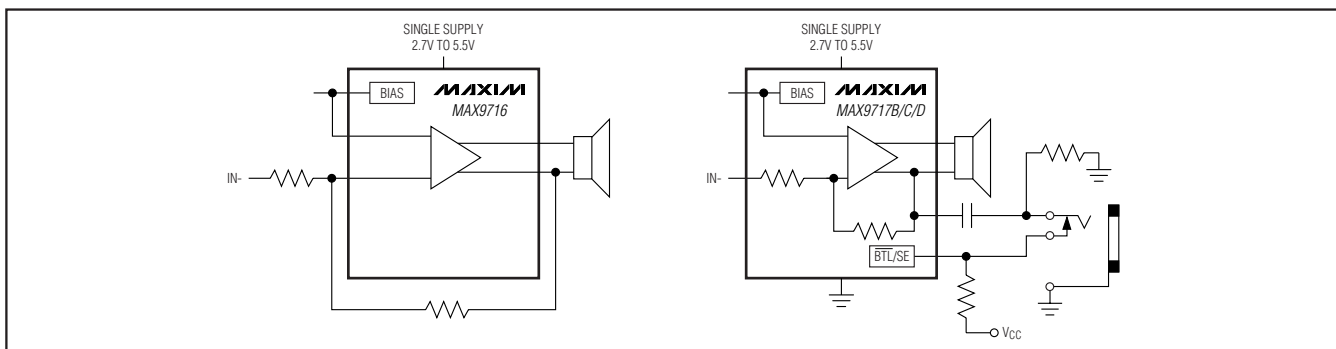 SINGLE SUPPLY
2.7V TO 5.5V
BIAS
MAXIM
MAX9716
IN-
SINGLE SUPPLY
2.7V TO 5.5V
BIAS
MAXIM
MAX9717B/C/D
IN-
B̅T̅L̅/SE
VCC